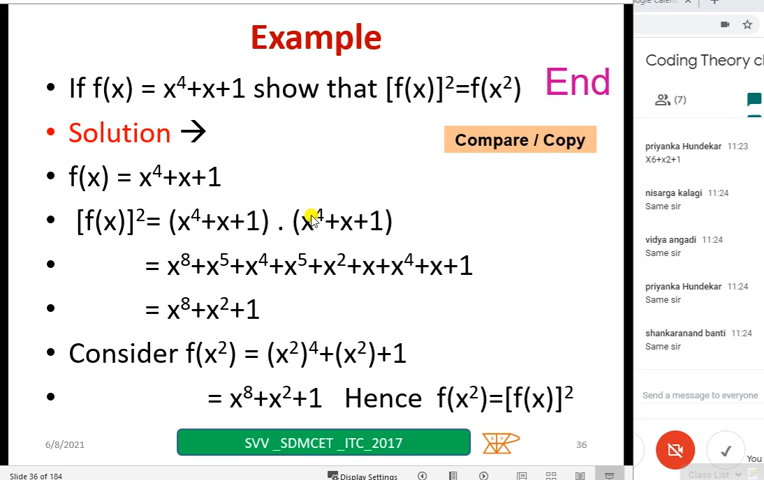 Example
• If f(x) = x⁴+x+1 show that [f(x)]²=f(x²) End
• Solution →
Compare / Copy
• f(x) = x⁴+x+1
• [f(x)]²= (x⁴+x+1) . (x⁴+x+1)
• = x⁸+x⁵+x⁴+x⁵+x²+x+x⁴+x+1
• = x⁸+x²+1
• Consider f(x²) = (x²)⁴+(x²)+1
• = x⁸+x²+1 Hence f(x²)=[f(x)]²
6/8/2021
SVV _SDMCET _ITC_2017
36
Slide 36 of 184
Display Settings
Coding Theory cl
(7)
priyanka Hundekar 11:23
X6+x2+1
nisarga kalagi 11:24
Same sir
vidya angadi 11:24
Same sir
priyanka Hundekar 11:24
Same sir
shankaranand banti 11:24
Same sir
Send a message to everyone
You
Class List